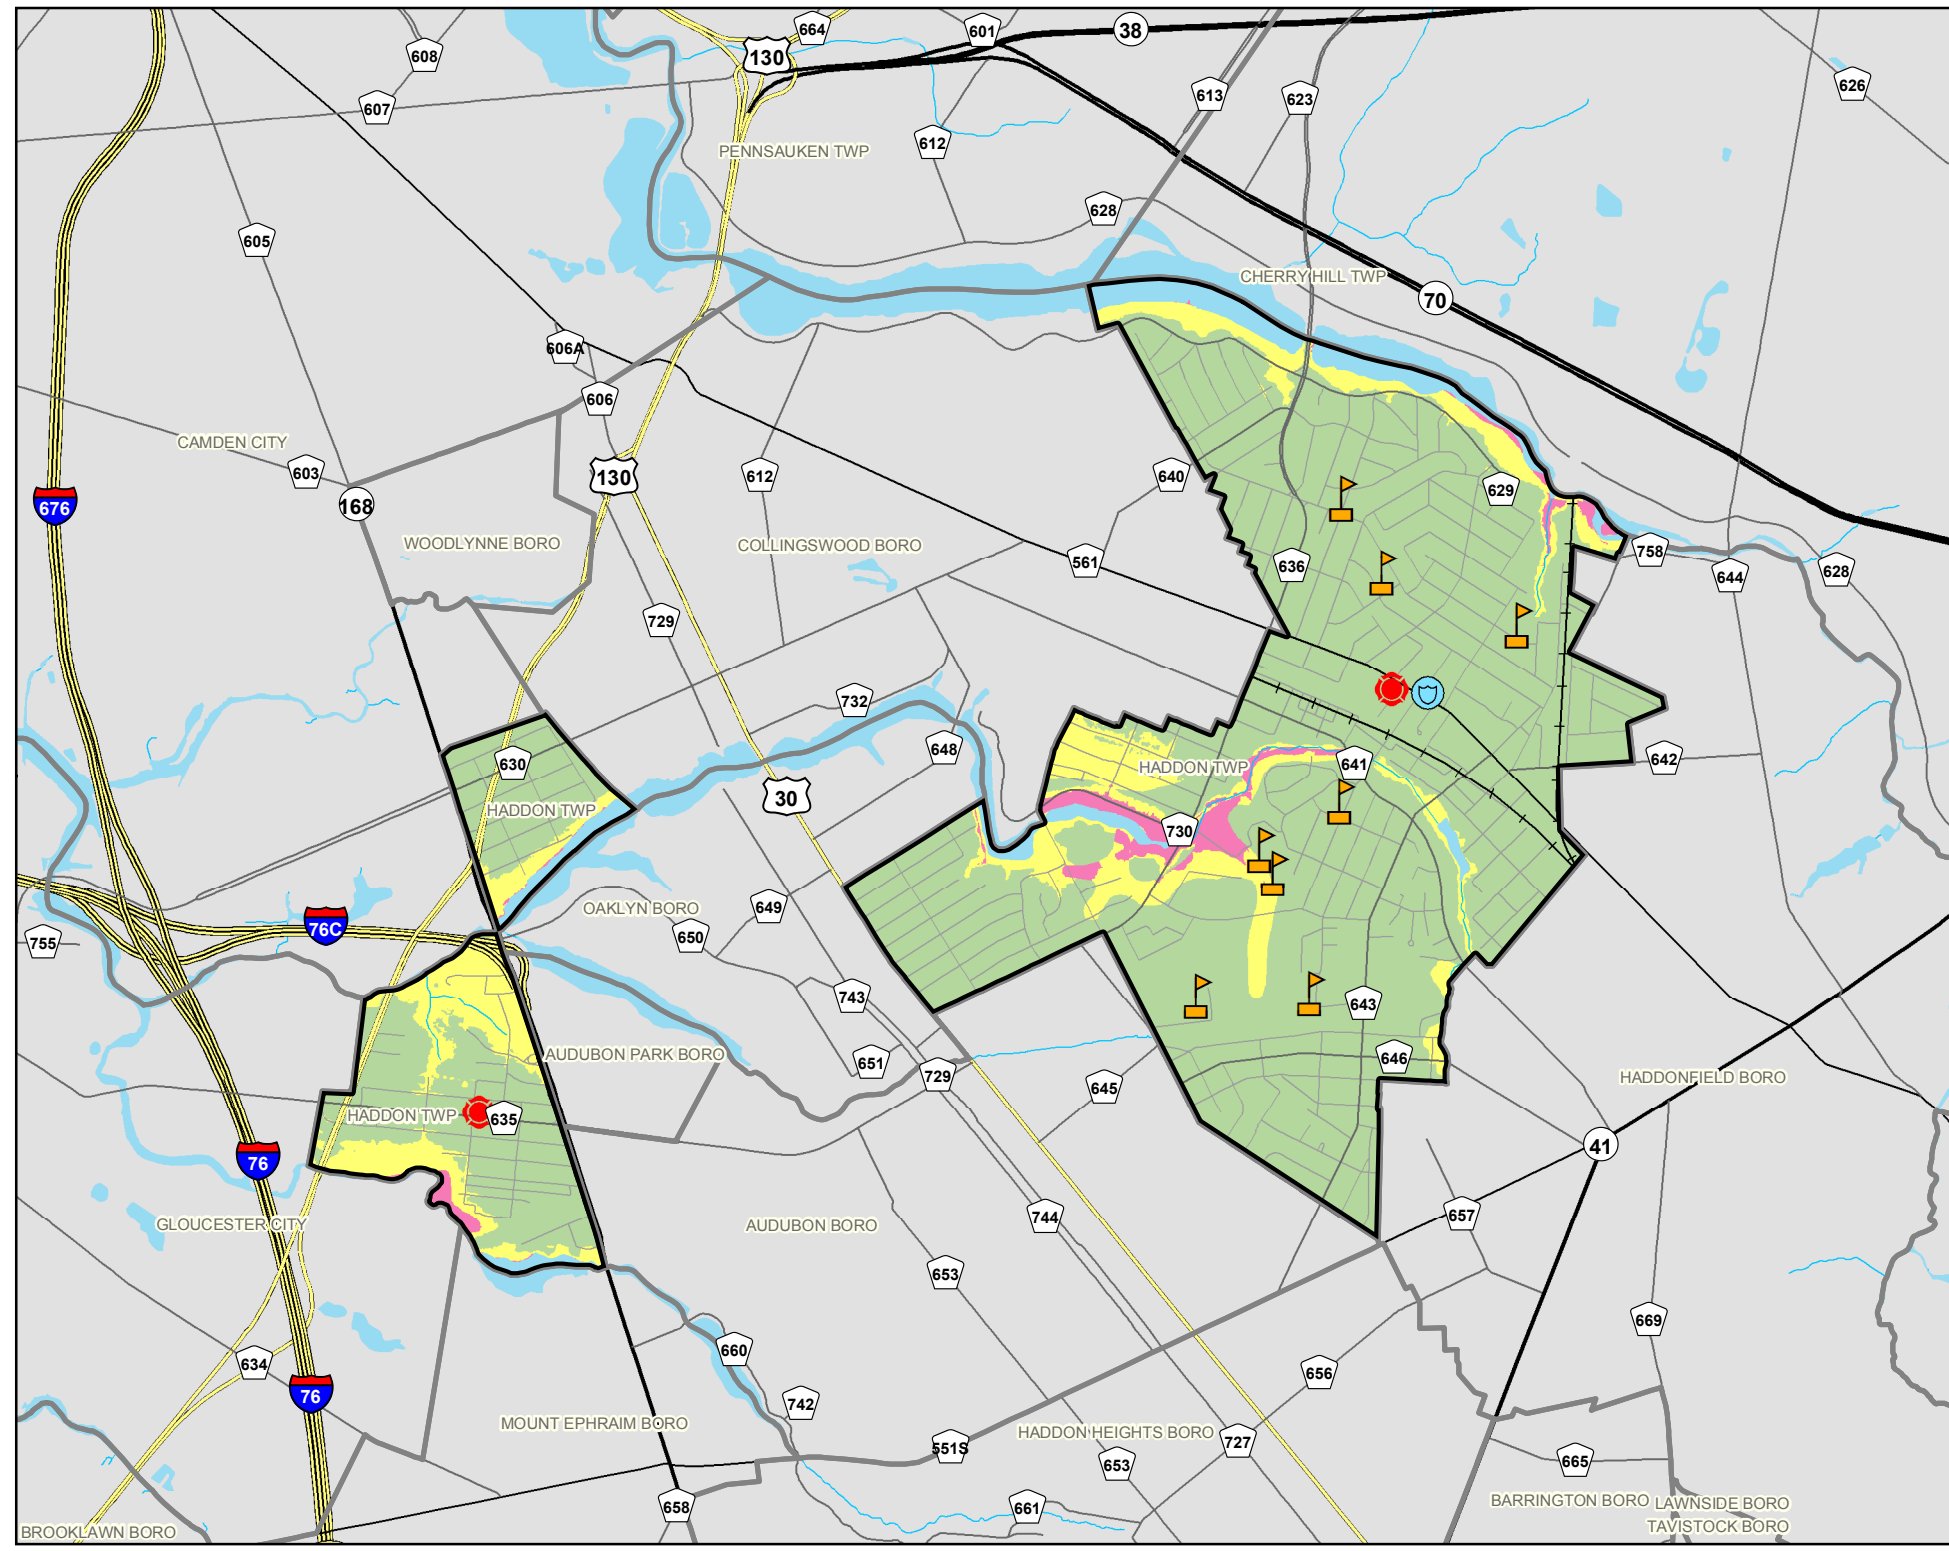 664
601
38
608
130
626
607
613
623
612
PENNSAUKEN TWP
628
605
CHERRY HILL TWP
70
606A
606
CAMDEN CITY
603
130
612
640
629
676
168
WOODLYNNE BORO
COLLINGSWOOD BORO
561
636
758
644
628
729
732
648
630
HADDON TWP
641
642
HADDON TWP
30
730
76C
OAKLYN BORO
649
650
755
743
643
651
AUDUBON PARK BORO
646
729
645
HADDONFIELD BORO
HADDON TWP
635
41
76
GLOUCESTER CITY
AUDUBON BORO
744
657
653
669
660
634
656
76
742
MOUNT EPHRAIM BORO
551S
HADDON HEIGHTS BORO
727
653
665
658
661
BARRINGTON BORO
LAWNSIDE BORO
BROOKLAWN BORO
TAVISTOCK BORO